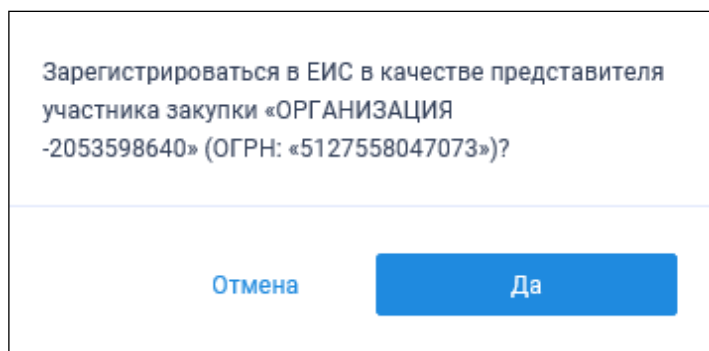 Зарегистрироваться в ЕИС в качестве представителя
участника закупки «ОРГАНИЗАЦИЯ
-2053598640» (ОГРН: «5127558047073»)?
Отмена
Да